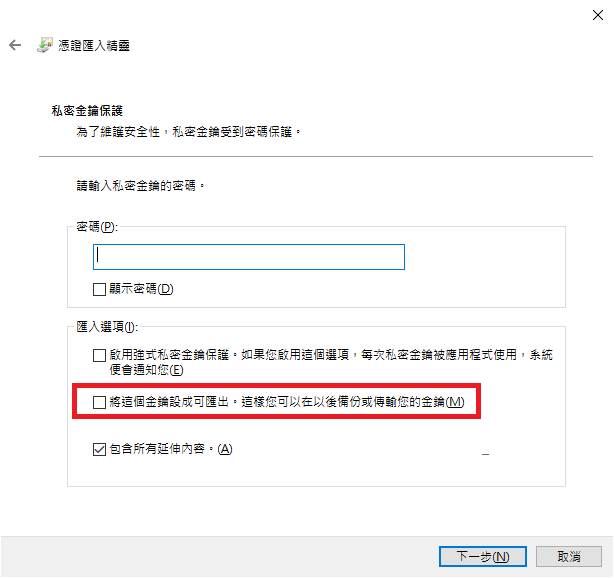 憑證匯入精靈
私密金鑰保護
為了維護安全性，私密金鑰受到密碼保護。
請輸入私密金鑰的密碼。
密碼(P):
顯示密碼(D)
匯入選項(I):
啟用強式私密金鑰保護。如果您啟用這個選項，每次私密金鑰被應用程式使用，系統
便會通知您(E)
將這個金鑰設成可匯出。這樣您可以在以後備份或傳輸您的金鑰(M)
包含所有延伸內容。(A)
下一步(N)
取消